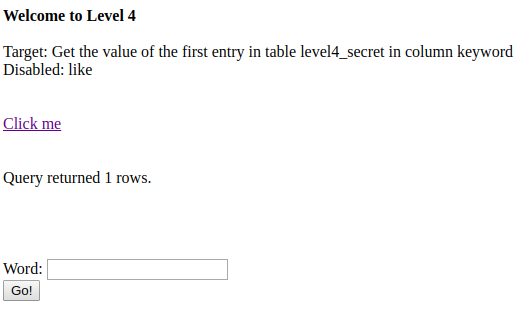 Welcome to Level 4
Target: Get the value of the first entry in table level4_secret in column keyword
Disabled: like
Click me
Query returned 1 rows.
Word:
Go!